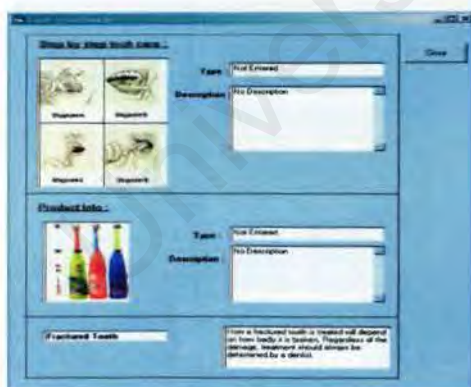 Step by step tooth care :
Type :
Not Entered
Description
No Description
Close
Product Info :
Type :
Not Entered
Description
No Description
Fractured Tooth
How a fractured tooth is treated will depend
on how badly it is broken. Regardless of the
damage, treatment should always be
determined by a dentist.